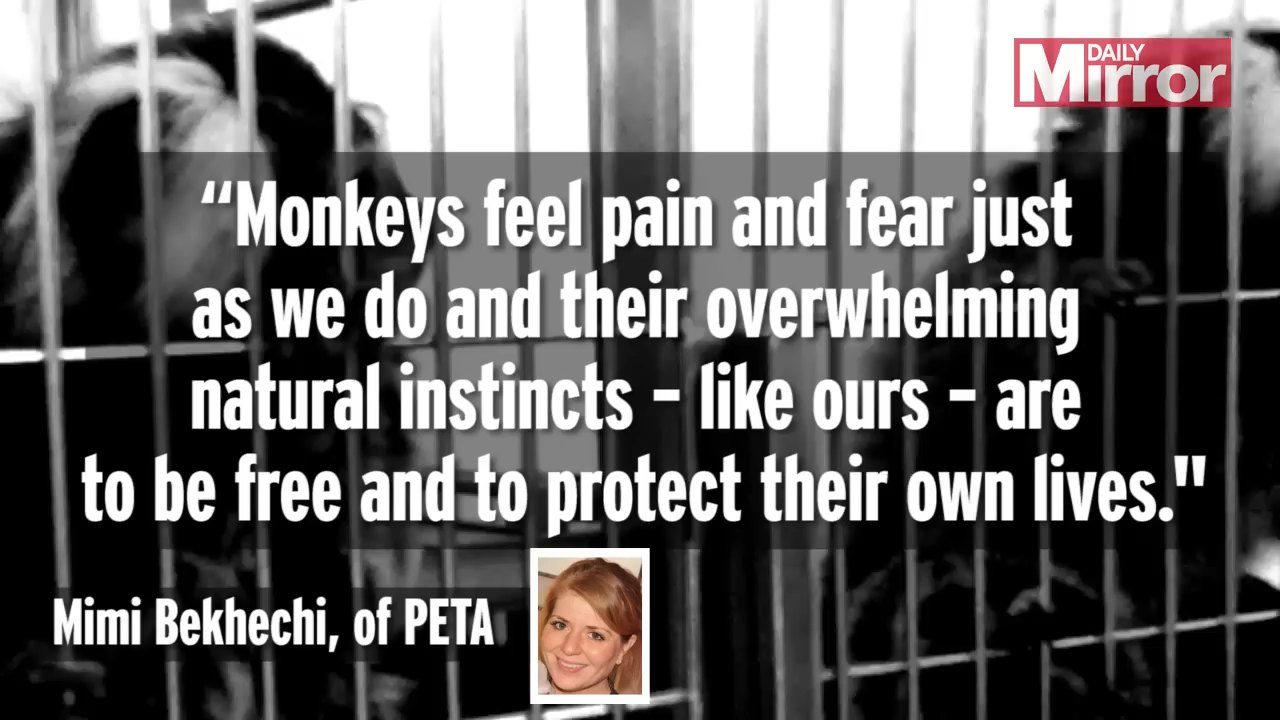 DAILY
Mirror
“Monkeys feel pain and fear just
as we do and their overwhelming
natural instincts – like ours – are
to be free and to protect their own lives."
Mimi Bekhechi, of PETA